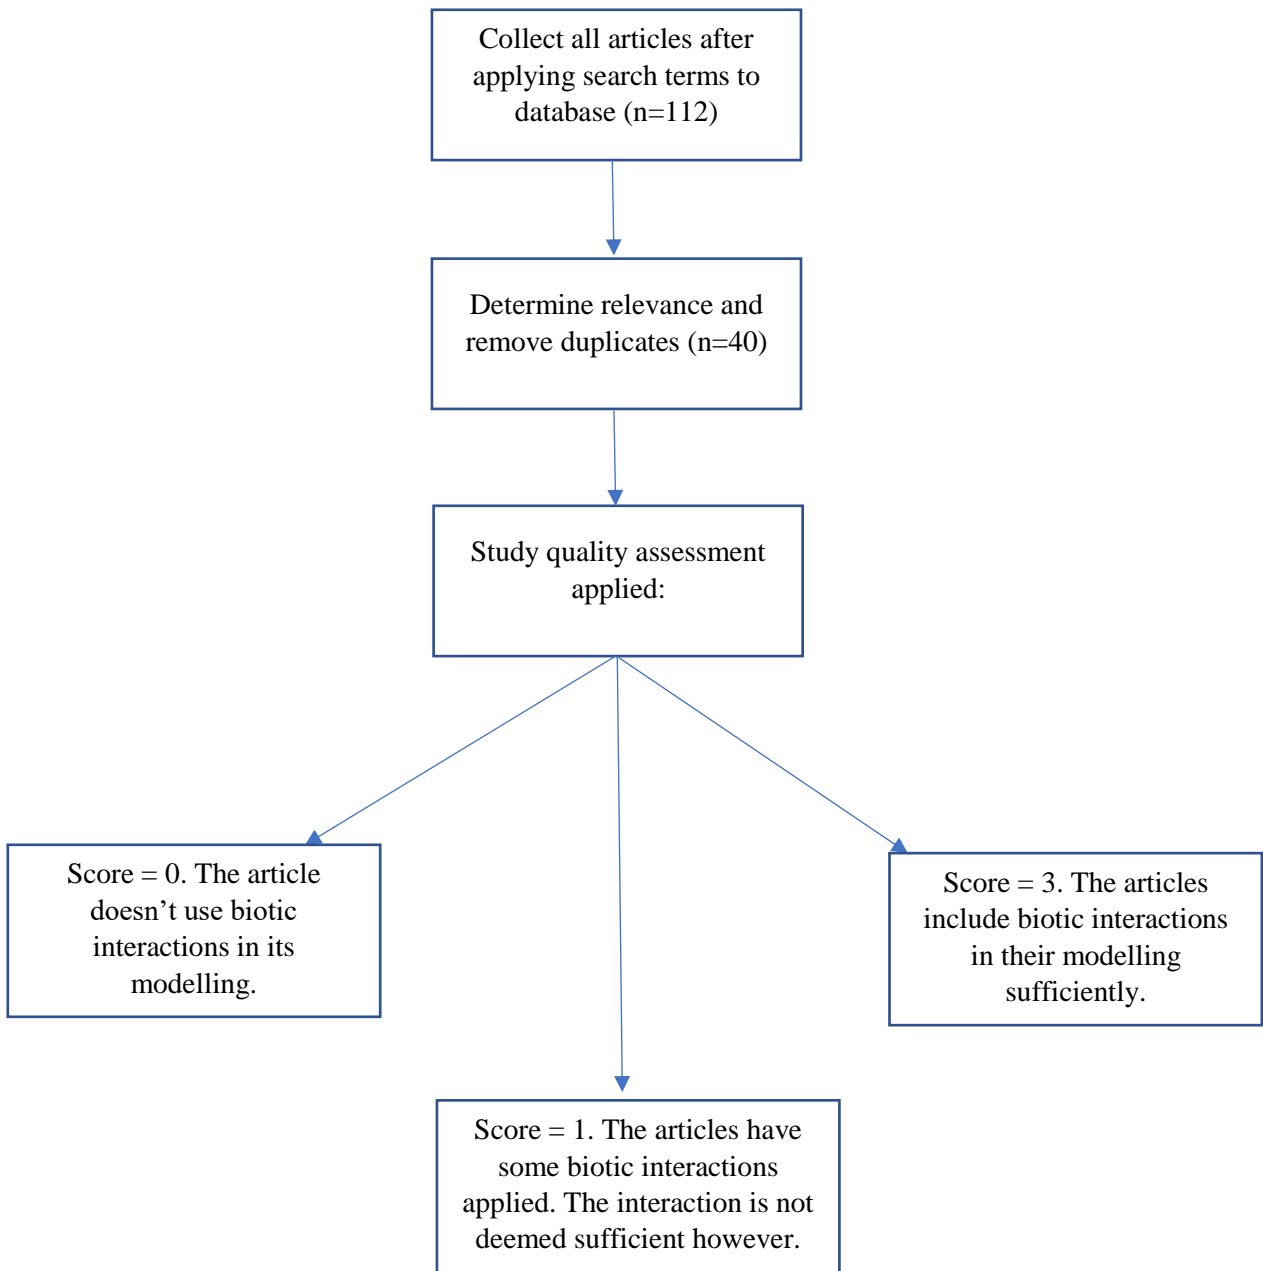 Collect all articles after
applying search terms to
database (n=112)
Determine relevance and
remove duplicates (n=40)
Study quality assessment
applied:
Score = 0. The article
doesn’t use biotic
interactions in its
modelling.
Score = 3. The articles
include biotic interactions
in their modelling
sufficiently.
Score = 1. The articles have
some biotic interactions
applied. The interaction is not
deemed sufficient however.